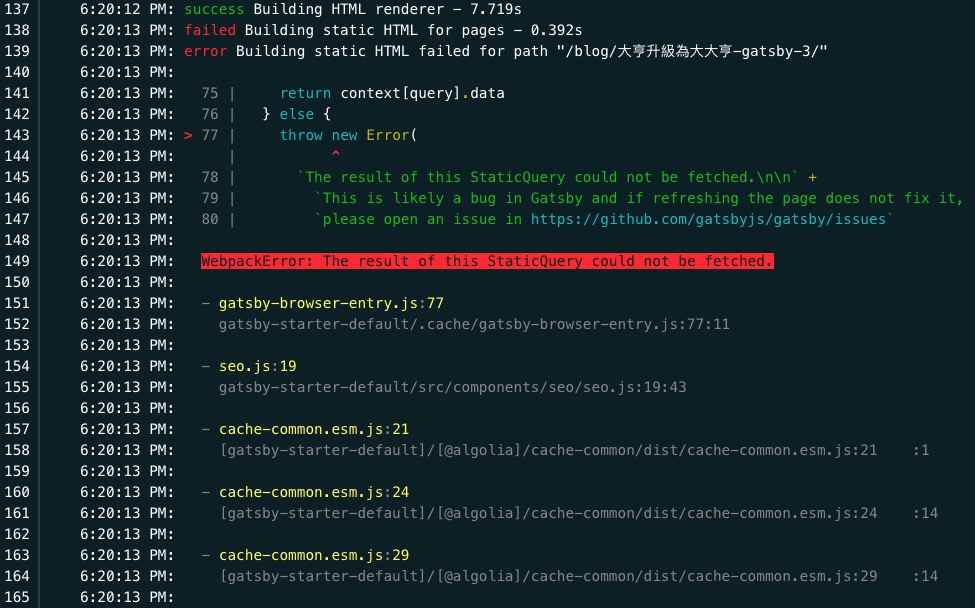 137 6:20:12 PM: success Building HTML renderer - 7.719s
138 6:20:13 PM: failed Building static HTML for pages - 0.392s
139 6:20:13 PM: error Building static HTML failed for path "/blog/大亨升級為大大亨-gatsby-3/"
140 6:20:13 PM:
141 6:20:13 PM:   75 |     return context[query].data
142 6:20:13 PM:   76 |   } else {
143 6:20:13 PM: > 77 |     throw new Error(
144 6:20:13 PM:      |           ^
145 6:20:13 PM:   78 |       `The result of this StaticQuery could not be fetched.\n\n` +
146 6:20:13 PM:   79 |         `This is likely a bug in Gatsby and if refreshing the page does not fix it,
147 6:20:13 PM:   80 |         `please open an issue in https://github.com/gatsbyjs/gatsby/issues`
148 6:20:13 PM:
149 6:20:13 PM:   WebpackError: The result of this StaticQuery could not be fetched.
150 6:20:13 PM:
151 6:20:13 PM:   - gatsby-browser-entry.js:77
152 6:20:13 PM:     gatsby-starter-default/.cache/gatsby-browser-entry.js:77:11
153 6:20:13 PM:
154 6:20:13 PM:   - seo.js:19
155 6:20:13 PM:     gatsby-starter-default/src/components/seo/seo.js:19:43
156 6:20:13 PM:
157 6:20:13 PM:   - cache-common.esm.js:21
158 6:20:13 PM:     [gatsby-starter-default]/[@algolia]/cache-common/dist/cache-common.esm.js:21    :1
159 6:20:13 PM:
160 6:20:13 PM:   - cache-common.esm.js:24
161 6:20:13 PM:     [gatsby-starter-default]/[@algolia]/cache-common/dist/cache-common.esm.js:24    :14
162 6:20:13 PM:
163 6:20:13 PM:   - cache-common.esm.js:29
164 6:20:13 PM:     [gatsby-starter-default]/[@algolia]/cache-common/dist/cache-common.esm.js:29    :14
165 6:20:13 PM: